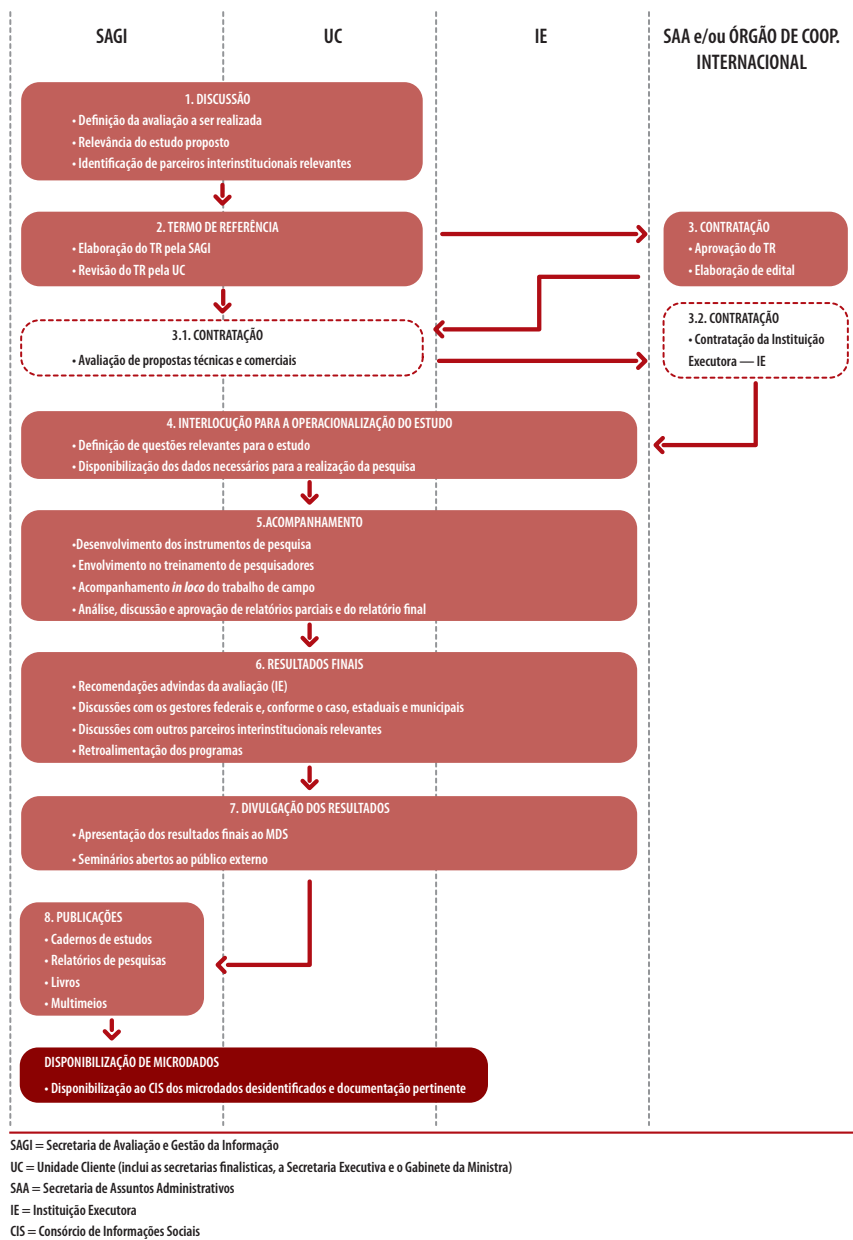 SAGI
UC
IE
SAA e/ou ÓRGÃO DE COOP.
INTERNACIONAL
1. DISCUSSÃO
• Definição da avaliação a ser realizada
• Relevância do estudo proposto
• Identificação de parceiros interinstitucionais relevantes
2. TERMO DE REFERÊNCIA
• Elaboração do TR pela SAGI
• Revisão do TR pela UC
3. CONTRATAÇÃO
• Aprovação do TR
• Elaboração de edital
3.1. CONTRATAÇÃO
• Avaliação de propostas técnicas e comerciais
3.2. CONTRATAÇÃO
• Contratação da Instituição
Executora — IE
4. INTERLOCUÇÃO PARA A OPERACIONALIZAÇÃO DO ESTUDO
• Definição de questões relevantes para o estudo
• Disponibilização dos dados necessários para a realização da pesquisa
5.ACOMPANHAMENTO
•Desenvolvimento dos instrumentos de pesquisa
• Envolvimento no treinamento de pesquisadores
• Acompanhamento in loco do trabalho de campo
• Análise, discussão e aprovação de relatórios parciais e do relatório final
6. RESULTADOS FINAIS
• Recomendações advindas da avaliação (IE)
• Discussões com os gestores federais e, conforme o caso, estaduais e municipais
• Discussões com outros parceiros interinstitucionais relevantes
• Retroalimentação dos programas
7. DIVULGAÇÃO DOS RESULTADOS
• Apresentação dos resultados finais ao MDS
• Seminários abertos ao público externo
8. PUBLICAÇÕES
• Cadernos de estudos
• Relatórios de pesquisas
• Livros
• Multimeios
DISPONIBILIZAÇÃO DE MICRODADOS
• Disponibilização ao CIS dos microdados desidentificados e documentação pertinente
SAGI = Secretaria de Avaliação e Gestão da Informação
UC = Unidade Cliente (inclui as secretarias finalísticas, a Secretaria Executiva e o Gabinete da Ministra)
SAA = Secretaria de Assuntos Administrativos
IE = Instituição Executora
CIS = Consórcio de Informações Sociais